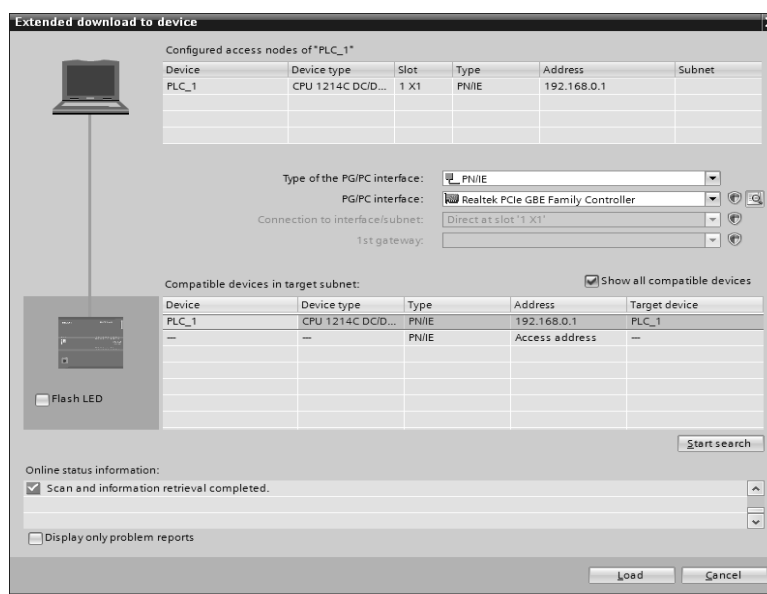 Extended download to device
Configured access nodes of "PLC_1"
Device Device type Slot Type Address Subnet
PLC_1 CPU 1214C DC/D... 1 X1 PN/IE 192.168.0.1
Type of the PG/PC interface: PN/IE
PG/PC interface: Realtek PCIe GBE Family Controller
Connection to interface/subnet: Direct at slot '1 X1'
1st gateway:
Compatible devices in target subnet: Show all compatible devices
Device Device type Type Address Target device
PLC_1 CPU 1214C DC/D... PN/IE 192.168.0.1 PLC_1
— — PN/IE Access address —
Flash LED
Start search
Online status information:
Scan and information retrieval completed.
Display only problem reports
Load Cancel